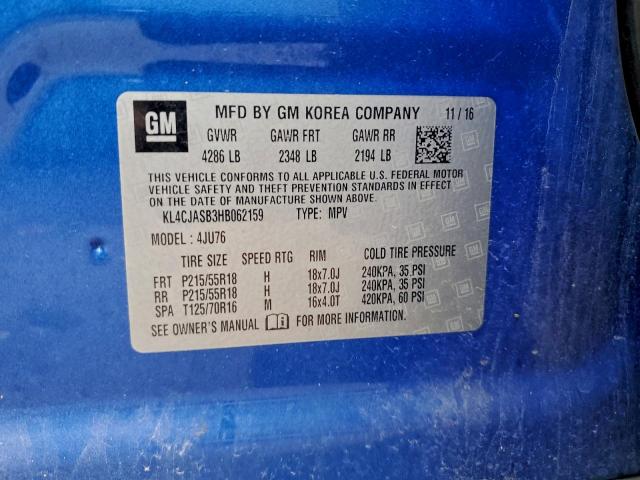 GM MFD BY GM KOREA COMPANY 11 / 16
GVWR GAWR FRT GAWR RR
4286 LB 2348 LB 2194 LB
THIS VEHICLE CONFORMS TO ALL APPLICABLE U.S. FEDERAL MOTOR
VEHICLE SAFETY AND THEFT PREVENTION STANDARDS IN EFFECT
ON THE DATE OF MANUFACTURE SHOWN ABOVE.
KL4CJASB3HB062159 TYPE: MPV
MODEL : 4JU76
TIRE SIZE SPEED RTG RIM COLD TIRE PRESSURE
FRT P215/55R18 H 18x7.0J 240KPA, 35 PSI
RR P215/55R18 H 18x7.0J 240KPA, 35 PSI
SPA T125/70R16 M 16x4.0T 420KPA, 60 PSI
SEE OWNER'S MANUAL FOR MORE INFORMATION.